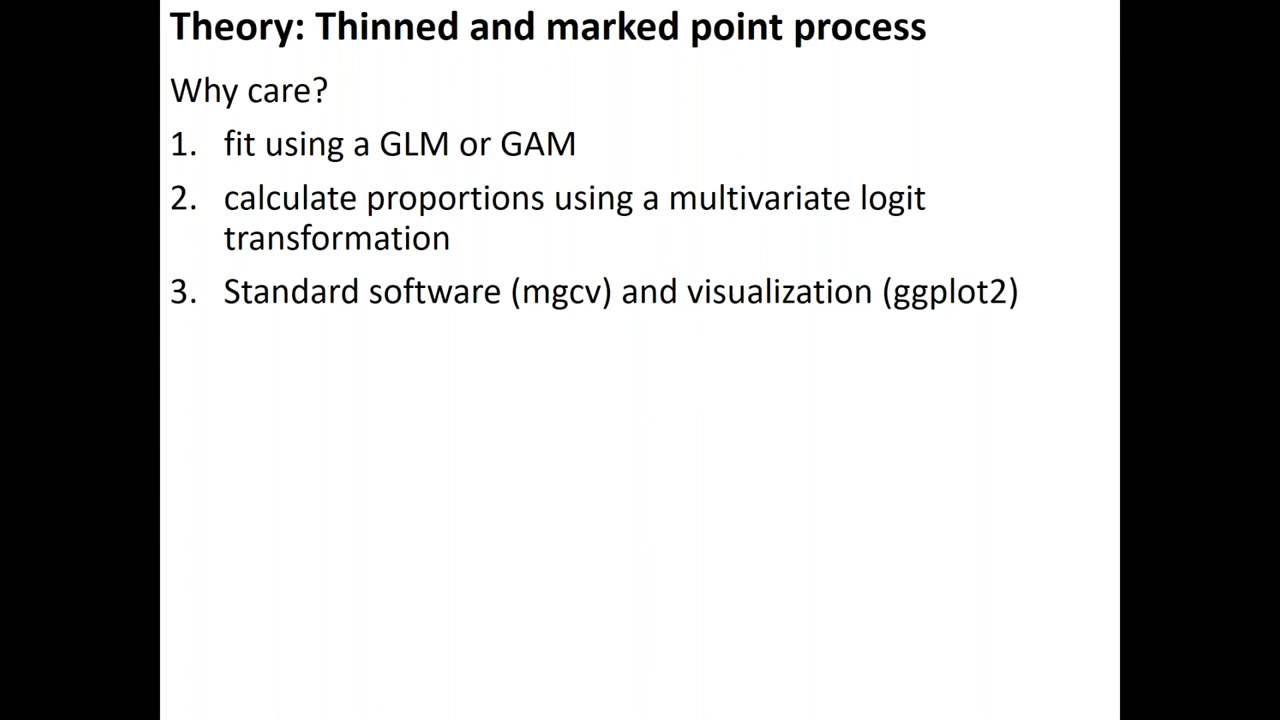 Theory: Thinned and marked point process
Why care?
1. fit using a GLM or GAM
2. calculate proportions using a multivariate logit
transformation
3. Standard software (mgcv) and visualization (ggplot2)